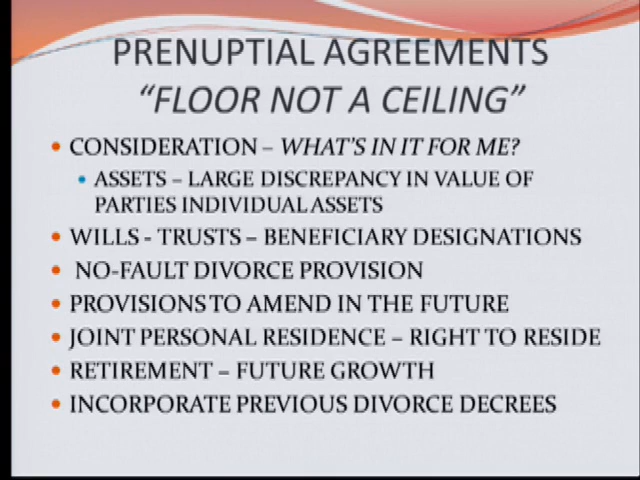 PRENUPTIAL AGREEMENTS
“FLOOR NOT A CEILING”
CONSIDERATION – WHAT’S IN IT FOR ME?
ASSETS – LARGE DISCREPANCY IN VALUE OF
PARTIES INDIVIDUAL ASSETS
WILLS - TRUSTS – BENEFICIARY DESIGNATIONS
NO-FAULT DIVORCE PROVISION
PROVISIONS TO AMEND IN THE FUTURE
JOINT PERSONAL RESIDENCE – RIGHT TO RESIDE
RETIREMENT – FUTURE GROWTH
INCORPORATE PREVIOUS DIVORCE DECREES